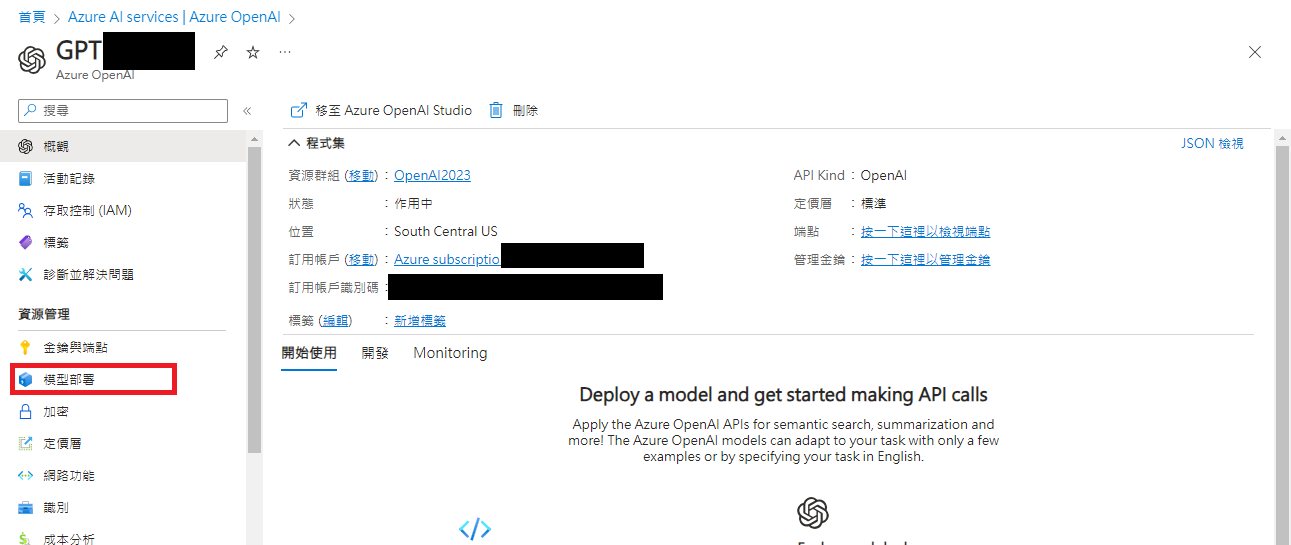 首頁 > Azure AI services | Azure OpenAI >
GPT
Azure OpenAI
搜尋
概觀
活動記錄
存取控制 (IAM)
標籤
診斷並解決問題
資源管理
金鑰與端點
模型部署
加密
定價層
網路功能
識別
成本分析
移至 Azure OpenAI Studio 刪除
程式集 JSON 檢視
資源群組 (移動) : OpenAI2023
狀態 : 作用中
位置 : South Central US
訂用帳戶 (移動) : Azure subscriptio
訂用帳戶識別碼 :
標籤 (編輯) : 新增標籤
API Kind : OpenAI
定價層 : 標準
端點 : 按一下這裡以檢視端點
管理金鑰 : 按一下這裡以管理金鑰
開始使用 開發 Monitoring
Deploy a model and get started making API calls
Apply the Azure OpenAI APIs for semantic search, summarization and
more! The Azure OpenAI models can adapt to your task with only a few
examples or by specifying your task in English.